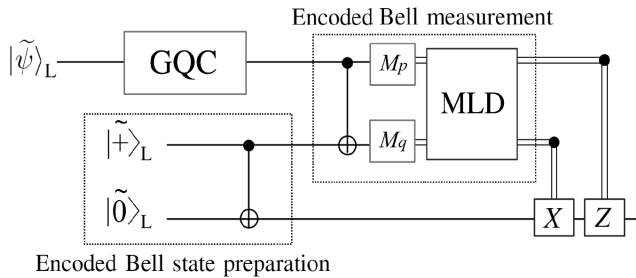 Encoded Bell measurement
|ψ̃⟩L GQC Mp MLD
|+̃⟩L Mq
|0̃⟩L X Z
Encoded Bell state preparation